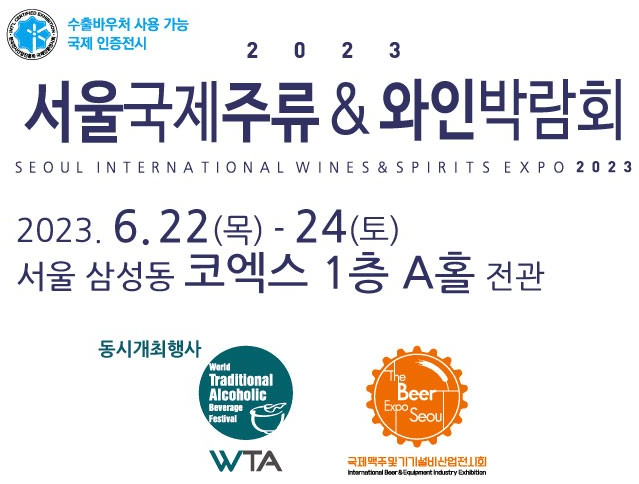 수출바우처 사용 가능
국제 인증전시
2023
서울국제주류 & 와인박람회
SEOUL INTERNATIONAL WINES & SPIRITS EXPO 2023
2023. 6. 22(목) - 24(토)
서울 삼성동 코엑스 1층 A홀 전관
동시개최행사
World
Traditional
Alcoholic
Beverage
Festival
WTA
The
Beer
Expo
Seoul
국제맥주및기기설비산업전시회
International Beer & Equipment Industry Exhibition